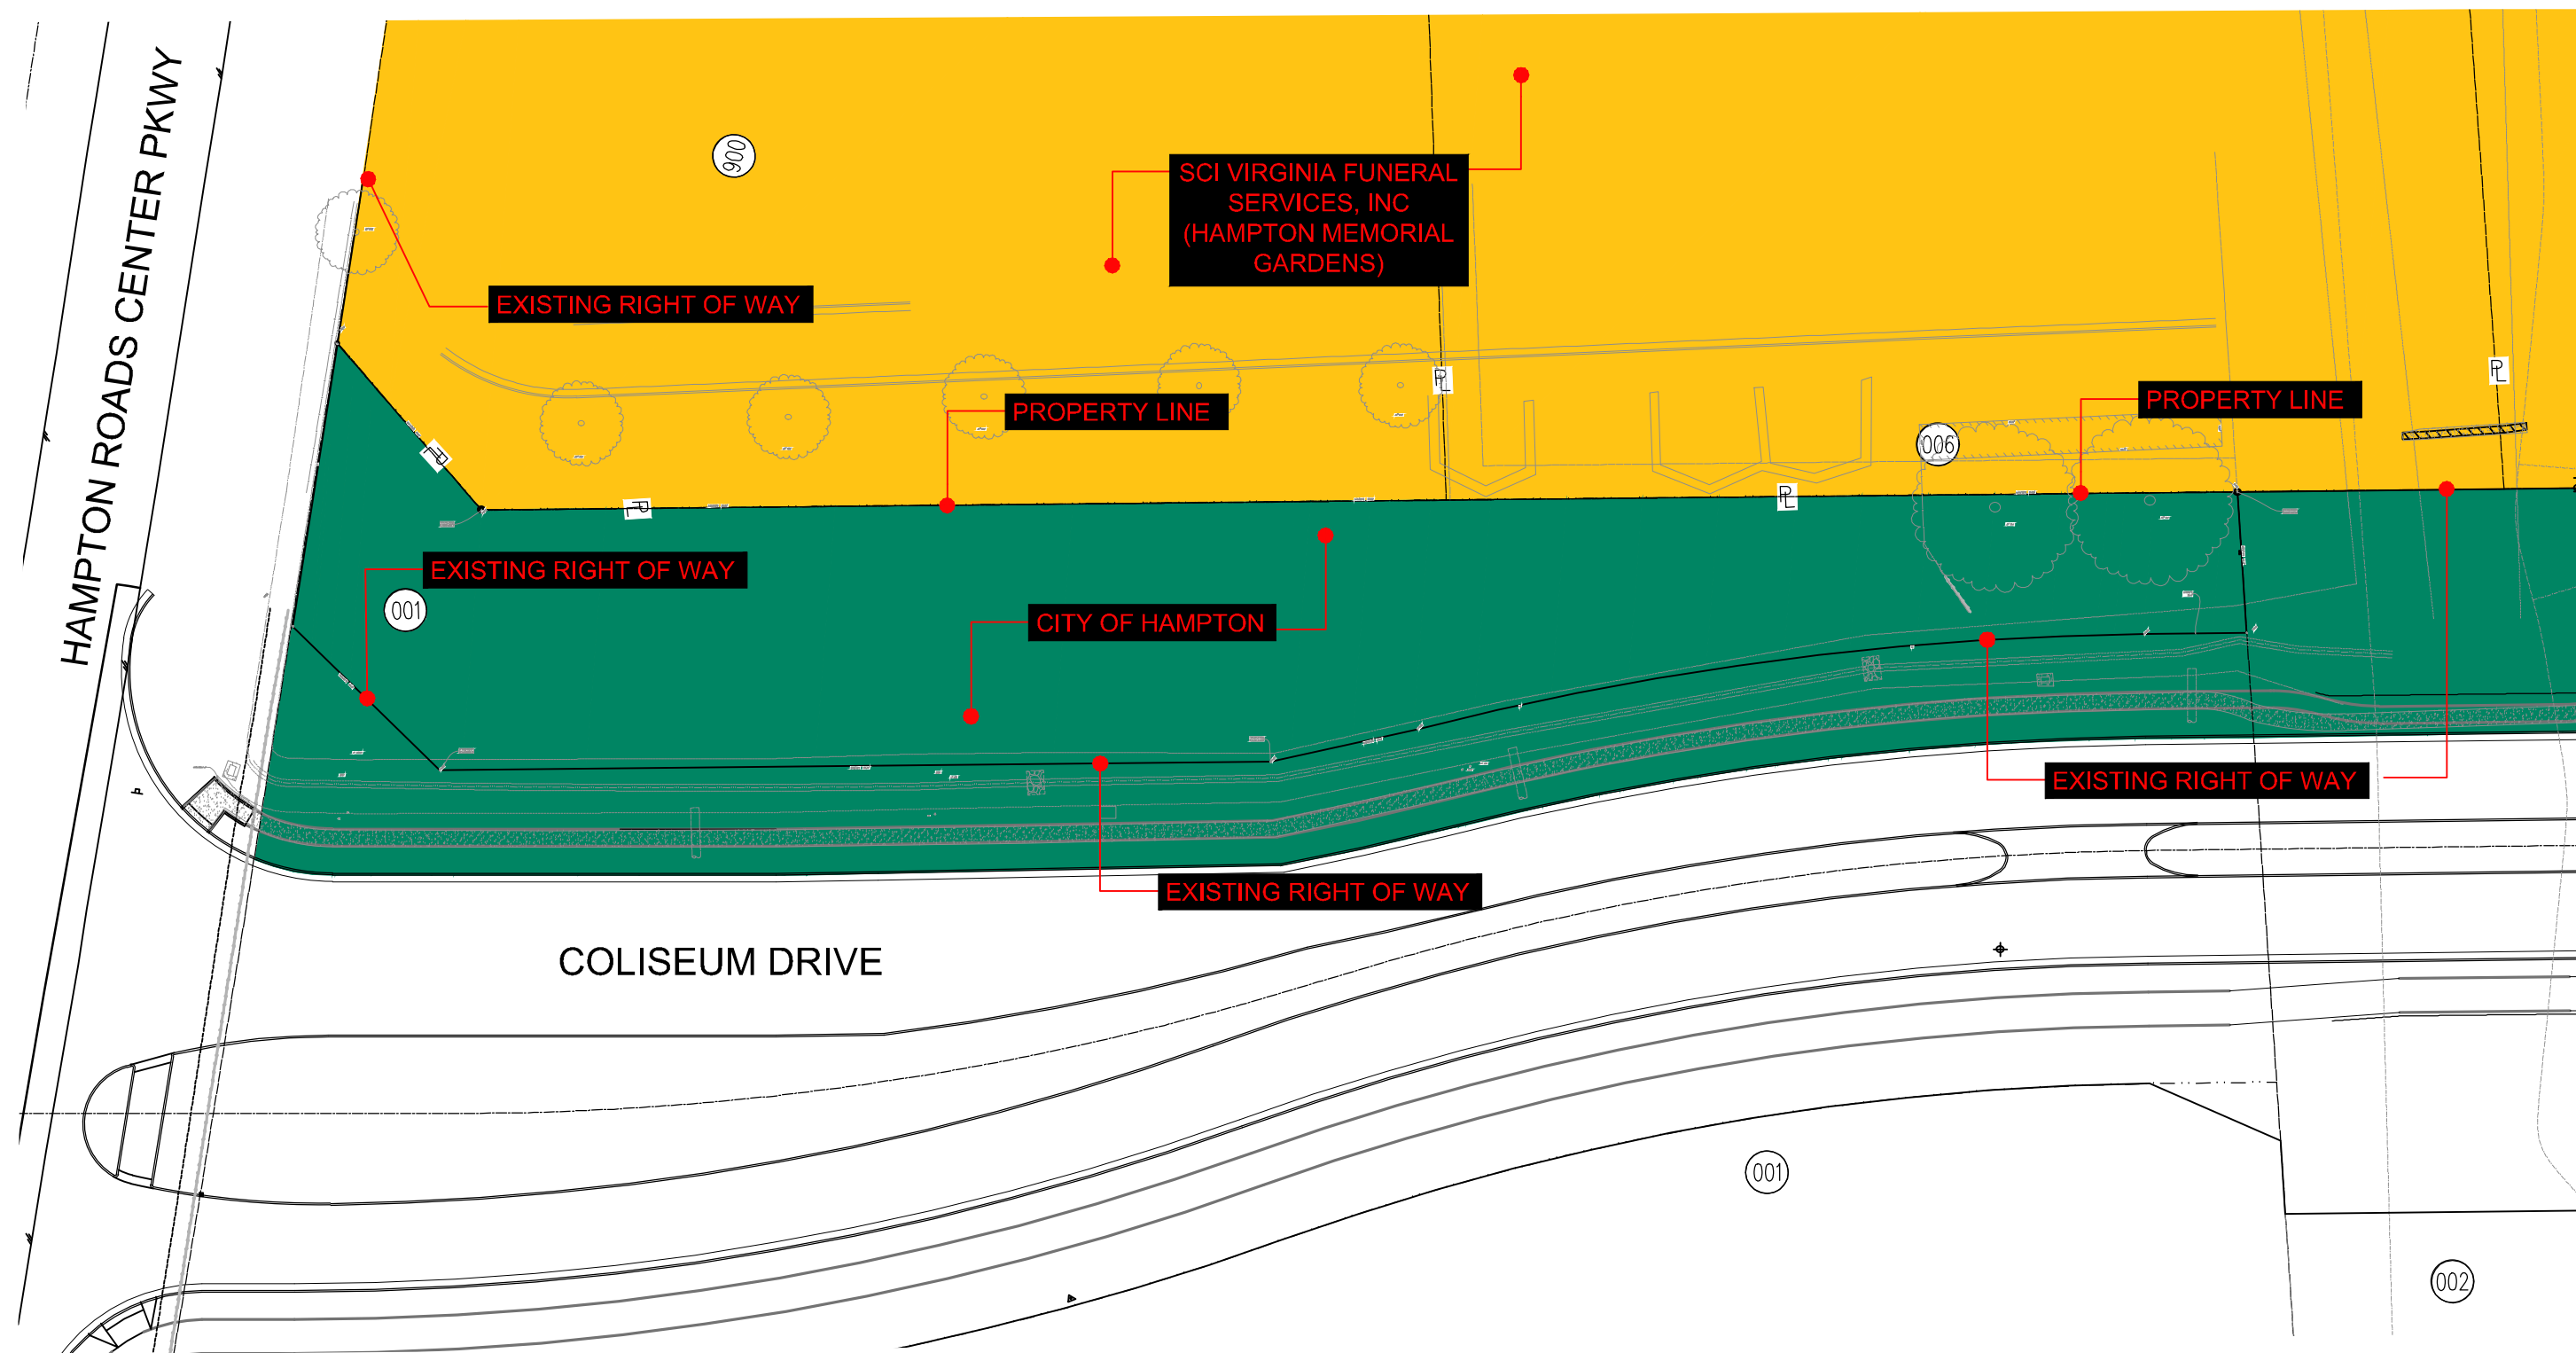 HAMPTON ROADS CENTER PKWY
900
SCI VIRGINIA FUNERAL
SERVICES, INC
(HAMPTON MEMORIAL
GARDENS)
EXISTING RIGHT OF WAY
PL
PL
PROPERTY LINE
PROPERTY LINE
006
PL
PL
PL
EXISTING RIGHT OF WAY
001
CITY OF HAMPTON
EXISTING RIGHT OF WAY
EXISTING RIGHT OF WAY
COLISEUM DRIVE
001
002